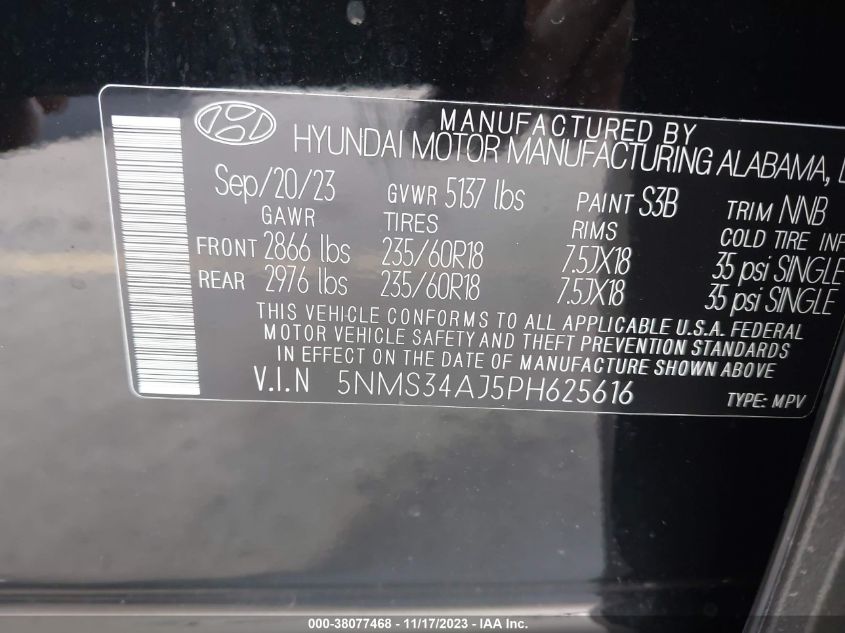 MANUFACTURED BY
HYUNDAI MOTOR MANUFACTURING ALABAMA,
Sep/20/23 GVWR 5137 lbs PAINT S3B TRIM NNB
GAWR TIRES RIMS COLD TIRE INF
FRONT 2866 lbs 235/60R18 7.5JX18 35 psi SINGLE
REAR 2976 lbs 235/60R18 7.5JX18 35 psi SINGLE
THIS VEHICLE CONFORMS TO ALL APPLICABLE U.S.A. FEDERAL
MOTOR VEHICLE SAFETY AND THEFT PREVENTION STANDARDS
IN EFFECT ON THE DATE OF MANUFACTURE SHOWN ABOVE
V.I.N 5NMS34AJ5PH625616 TYPE: MPV
000-38077468 - 11/17/2023 - IAA Inc.